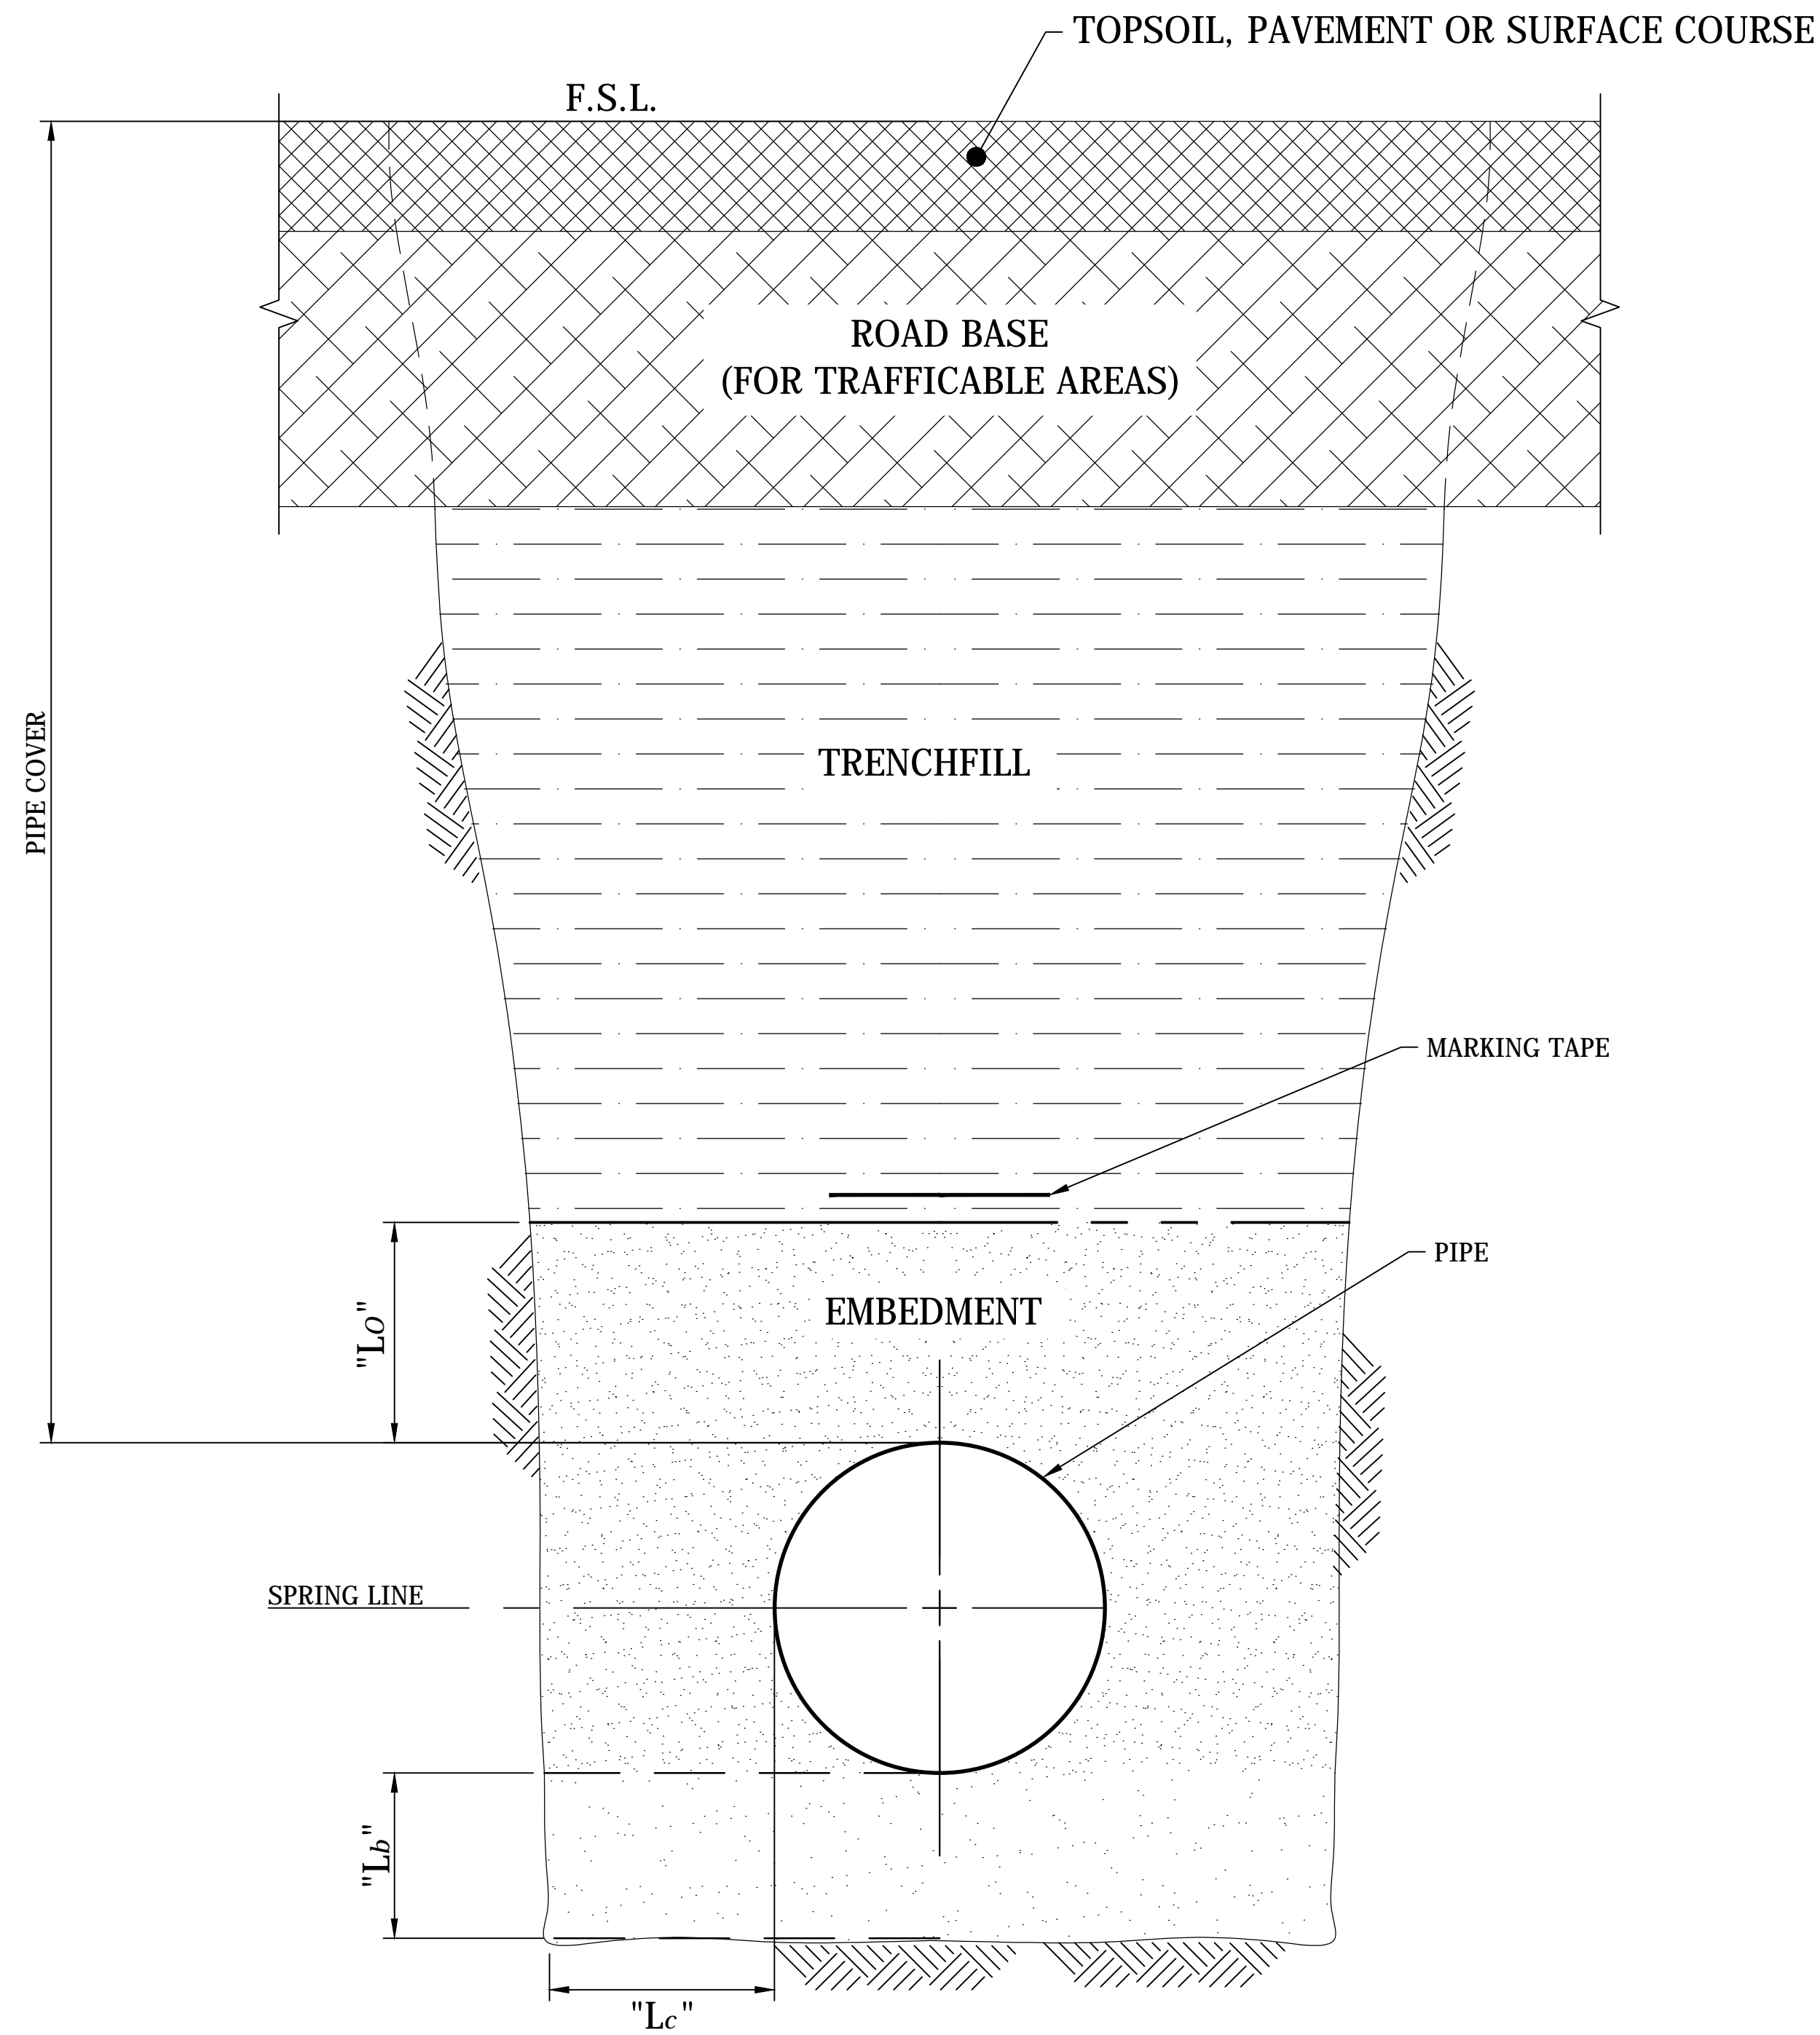 TOPSOIL, PAVEMENT OR SURFACE COURSE
F.S.L.
ROAD BASE
(FOR TRAFFICABLE AREAS)
PIPE COVER
TRENCHFILL
MARKING TAPE
PIPE
EMBEDMENT
"LO"
SPRING LINE
"Lb"
"Lc"